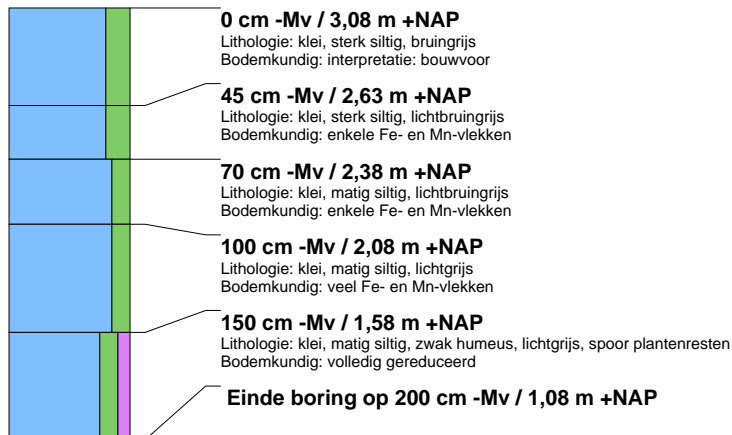 0 cm -Mv / 3,08 m +NAP
Lithologie: klei, sterk siltig, bruingrijs
Bodemkundig: interpretatie: bouwvoor
45 cm -Mv / 2,63 m +NAP
Lithologie: klei, sterk siltig, lichtbruingrijs
Bodemkundig: enkele Fe- en Mn-vlekken
70 cm -Mv / 2,38 m +NAP
Lithologie: klei, matig siltig, lichtbruingrijs
Bodemkundig: enkele Fe- en Mn-vlekken
100 cm -Mv / 2,08 m +NAP
Lithologie: klei, matig siltig, lichtgrijs
Bodemkundig: veel Fe- en Mn-vlekken
150 cm -Mv / 1,58 m +NAP
Lithologie: klei, matig siltig, zwak humeus, lichtgrijs, spoor plantenresten
Bodemkundig: volledig gereduceerd
Einde boring op 200 cm -Mv / 1,08 m +NAP